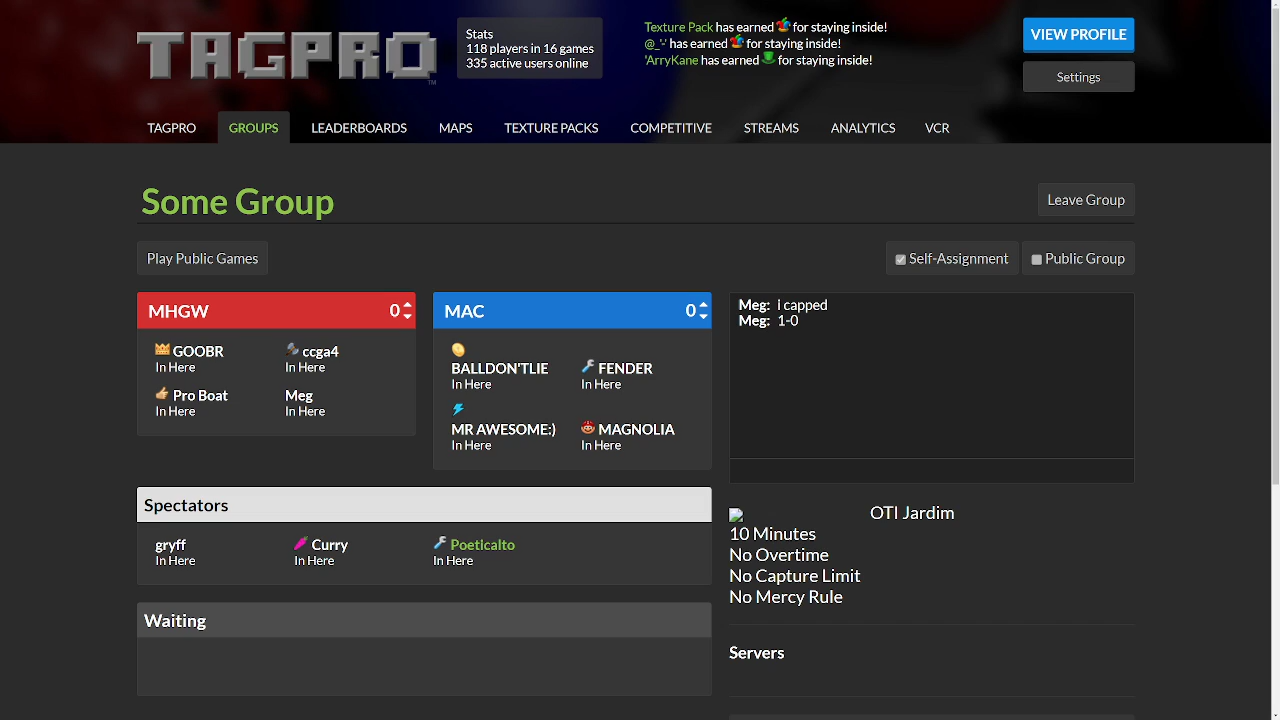 TAGPRO
TM
Stats
118 players in 16 games
335 active users online
Texture Pack has earned for staying inside!
@_'-' has earned for staying inside!
'ArryKane has earned for staying inside!
VIEW PROFILE
Settings
TAGPRO GROUPS LEADERBOARDS MAPS TEXTURE PACKS COMPETITIVE STREAMS ANALYTICS VCR
Some Group
Leave Group
Play Public Games
Self-Assignment
Public Group
MHGW 0
GOOBR
In Here
ccga4
In Here
Pro Boat
In Here
Meg
In Here
MAC 0
BALLDON'TLIE
In Here
FENDER
In Here
MR AWESOME:)
In Here
MAGNOLIA
In Here
Meg: i capped
Meg: 1-0
Spectators
gryff
In Here
Curry
In Here
Poeticalto
In Here
Waiting
OTI Jardim
10 Minutes
No Overtime
No Capture Limit
No Mercy Rule
Servers